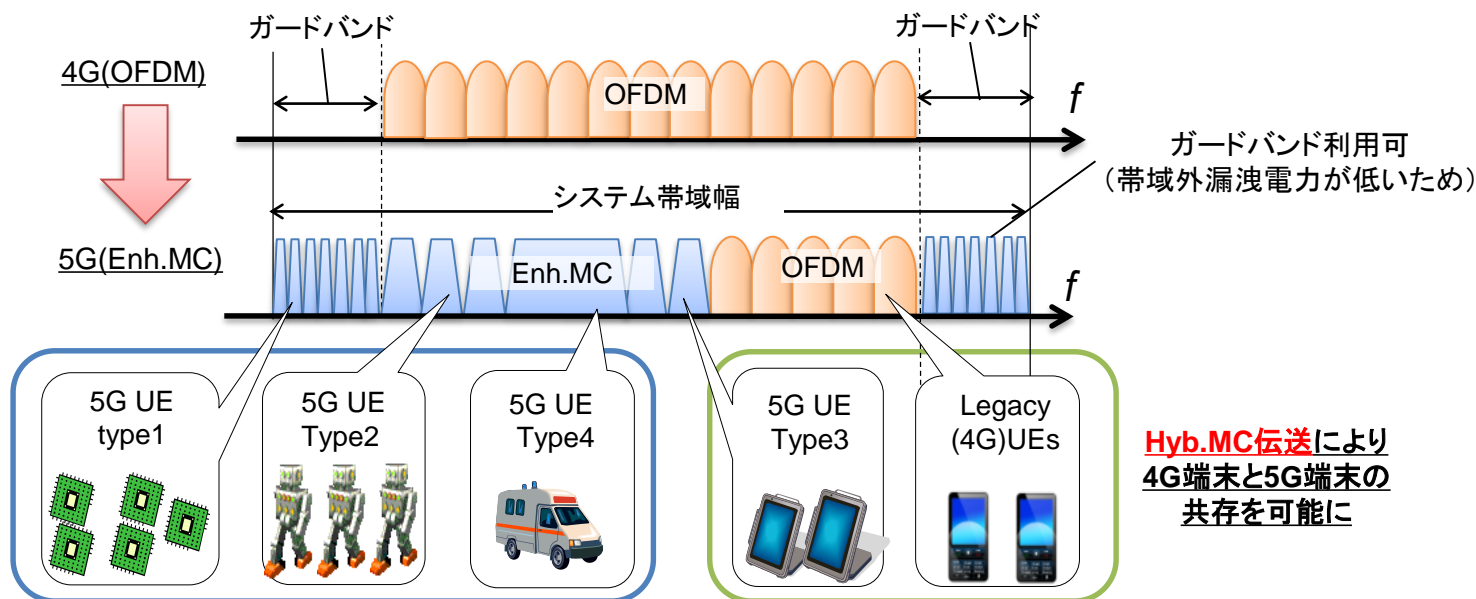 ガードバンド
ガードバンド
4G(OFDM)
OFDM
f
ガードバンド利用可
(帯域外漏洩電力が低いため)
システム帯域幅
5G(Enh.MC)
Enh.MC
OFDM
f
5G UE
type1
5G UE
Type2
5G UE
Type4
5G UE
Type3
Legacy
(4G)UEs
Hyb.MC伝送により
4G端末と5G端末の
共存を可能に